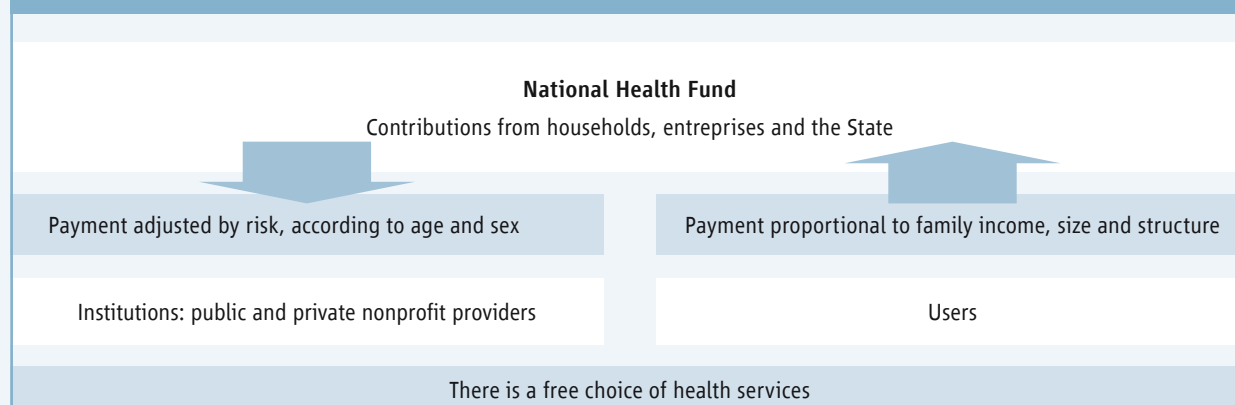 National Health Fund
Contributions from households, entreprises and the State
Payment adjusted by risk, according to age and sex
Payment proportional to family income, size and structure
Institutions: public and private nonprofit providers
Users
There is a free choice of health services